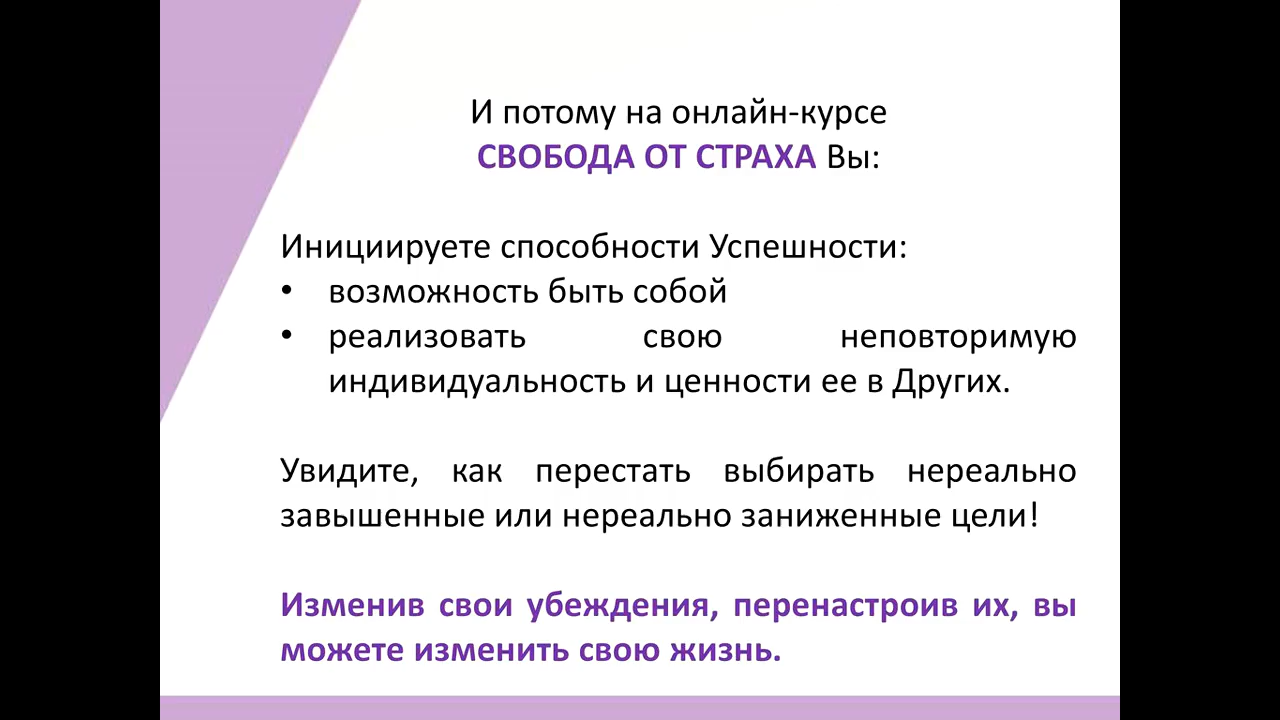 И потому на онлайн-курсе
СВОБОДА ОТ СТРАХА Вы:
Инициируете способности Успешности:
• возможность быть собой
• реализовать свою неповторимую
индивидуальность и ценности ее в Других.
Увидите, как перестать выбирать нереально
завышенные или нереально заниженные цели!
Изменив свои убеждения, перенастроив их, вы
можете изменить свою жизнь.